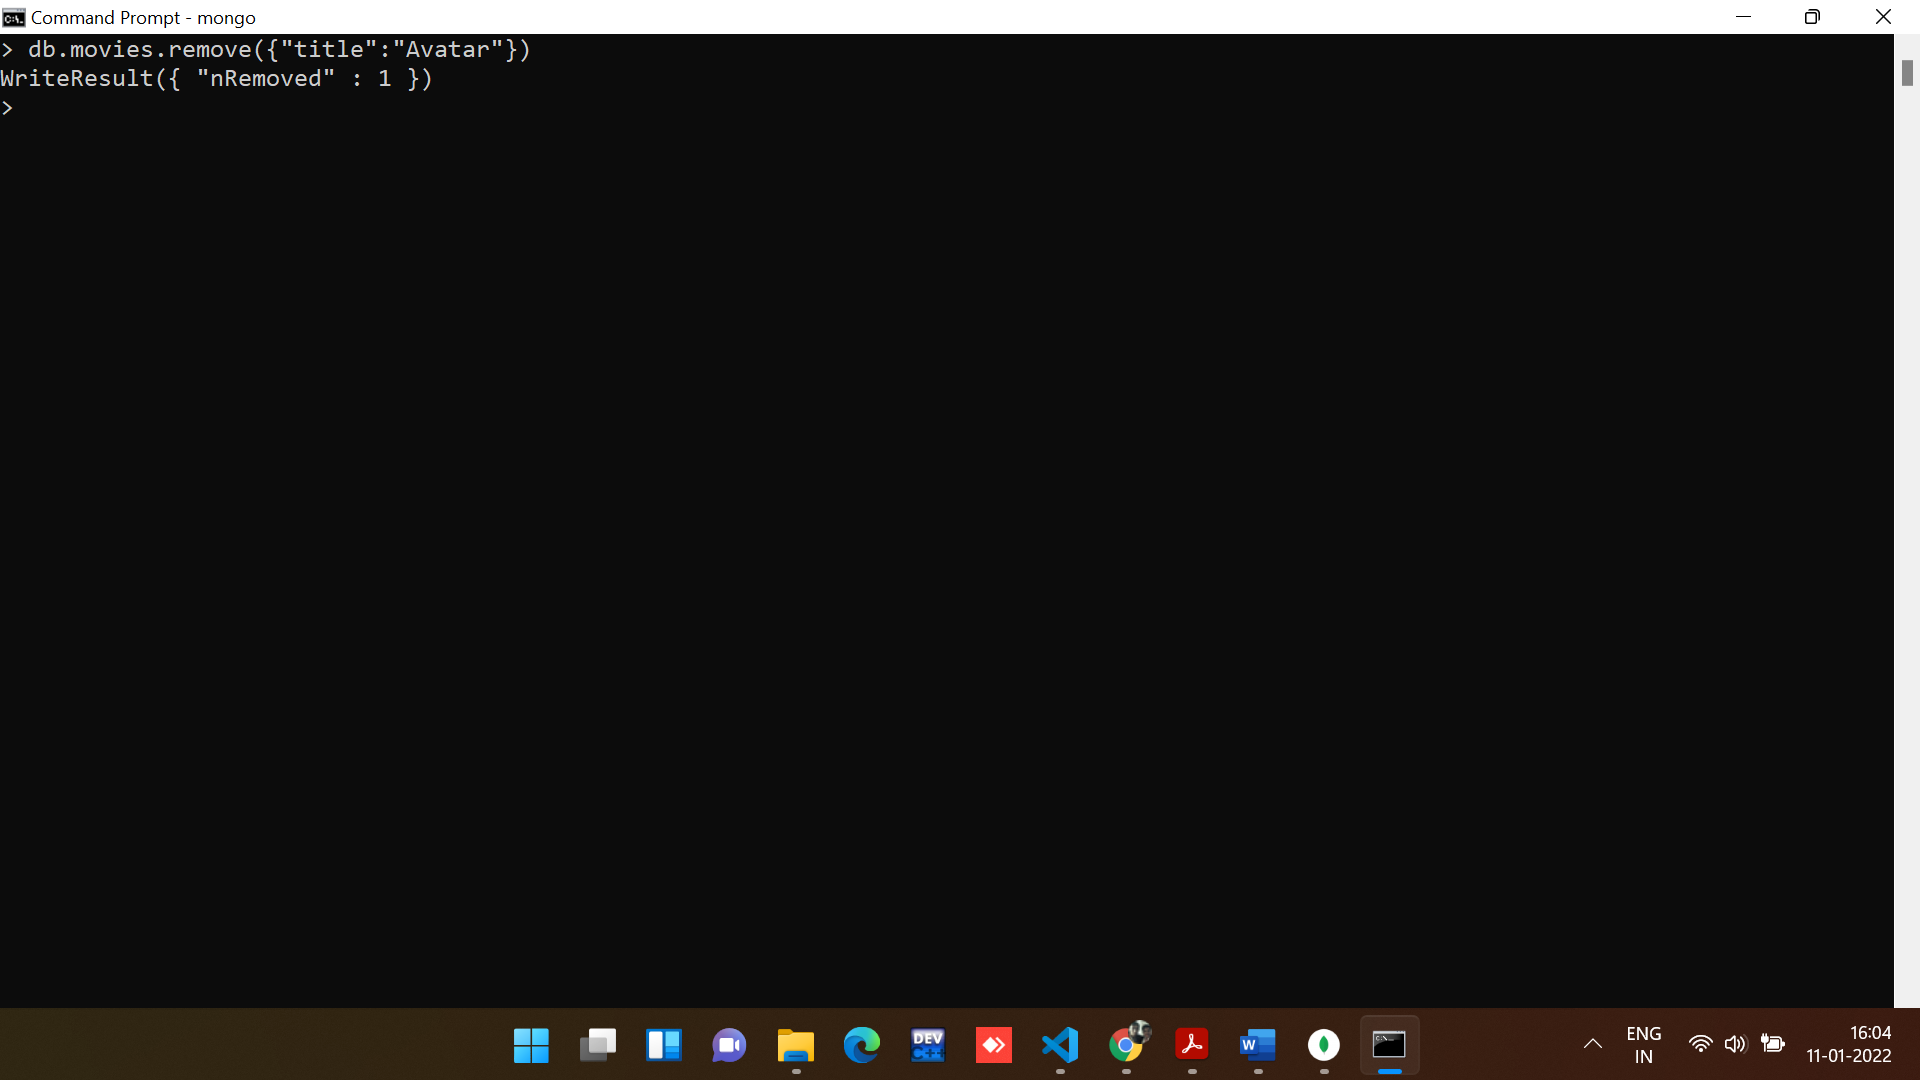 Command Prompt - mongo
> db.movies.remove({"title":"Avatar"})
WriteResult({ "nRemoved" : 1 })
>
DEV
C++
W
C:\
ENG
IN
16:04
11-01-2022